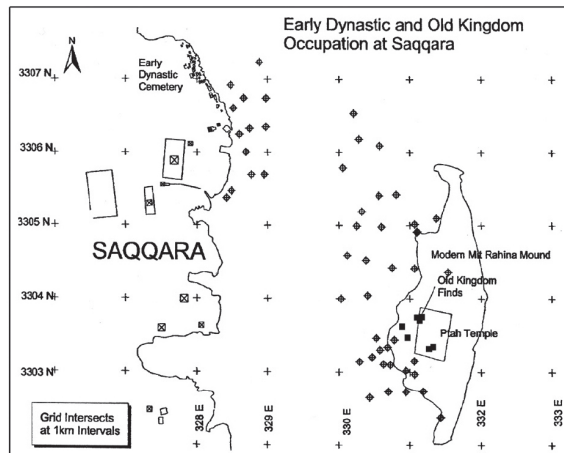 Early Dynastic and Old Kingdom
Occupation at Saqqara
N
3307 N
Early
Dynastic
Cemetery
3306 N
3305 N
SAQQARA
Modern Mit Rahina Mound
Old Kingdom
Finds
3304 N
Ptah Temple
3303 N
Grid Intersects
at 1km Intervals
328 E
329 E
330 E
332 E
333 E